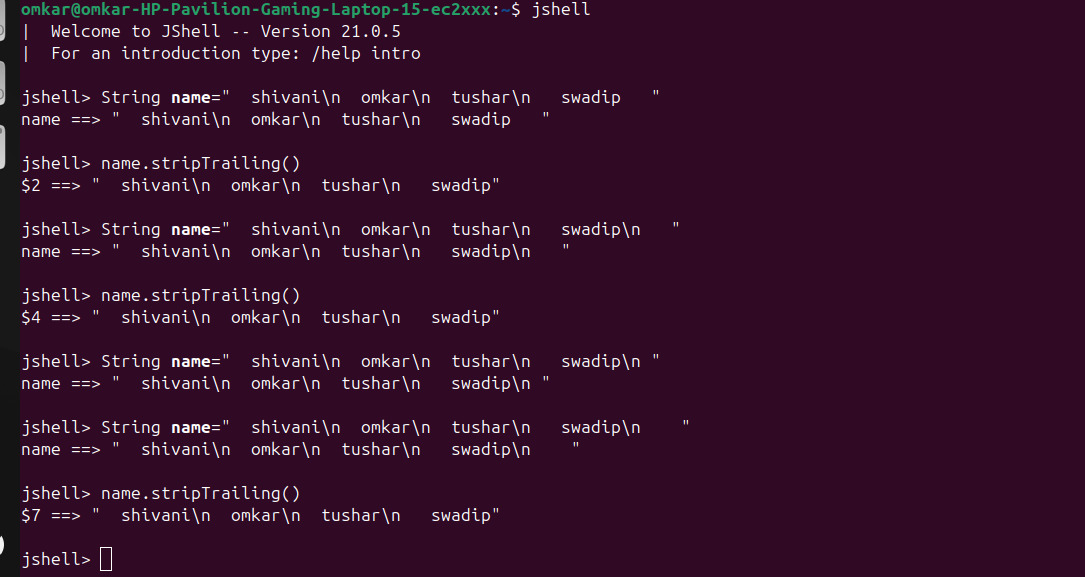 omkar@omkar-HP-Pavilion-Gaming-Laptop-15-ec2xxx:~$ jshell
|  Welcome to JShell -- Version 21.0.5
|  For an introduction type: /help intro
jshell> String name="  shivani\n  omkar\n  tushar\n   swadip   "
name ==> "  shivani\n  omkar\n  tushar\n   swadip   "
jshell> name.stripTrailing()
$2 ==> "  shivani\n  omkar\n  tushar\n   swadip"
jshell> String name="  shivani\n  omkar\n  tushar\n   swadip\n   "
name ==> "  shivani\n  omkar\n  tushar\n   swadip\n   "
jshell> name.stripTrailing()
$4 ==> "  shivani\n  omkar\n  tushar\n   swadip"
jshell> String name="  shivani\n  omkar\n  tushar\n   swadip\n "
name ==> "  shivani\n  omkar\n  tushar\n   swadip\n "
jshell> String name="  shivani\n  omkar\n  tushar\n   swadip\n    "
name ==> "  shivani\n  omkar\n  tushar\n   swadip\n    "
jshell> name.stripTrailing()
$7 ==> "  shivani\n  omkar\n  tushar\n   swadip"
jshell>